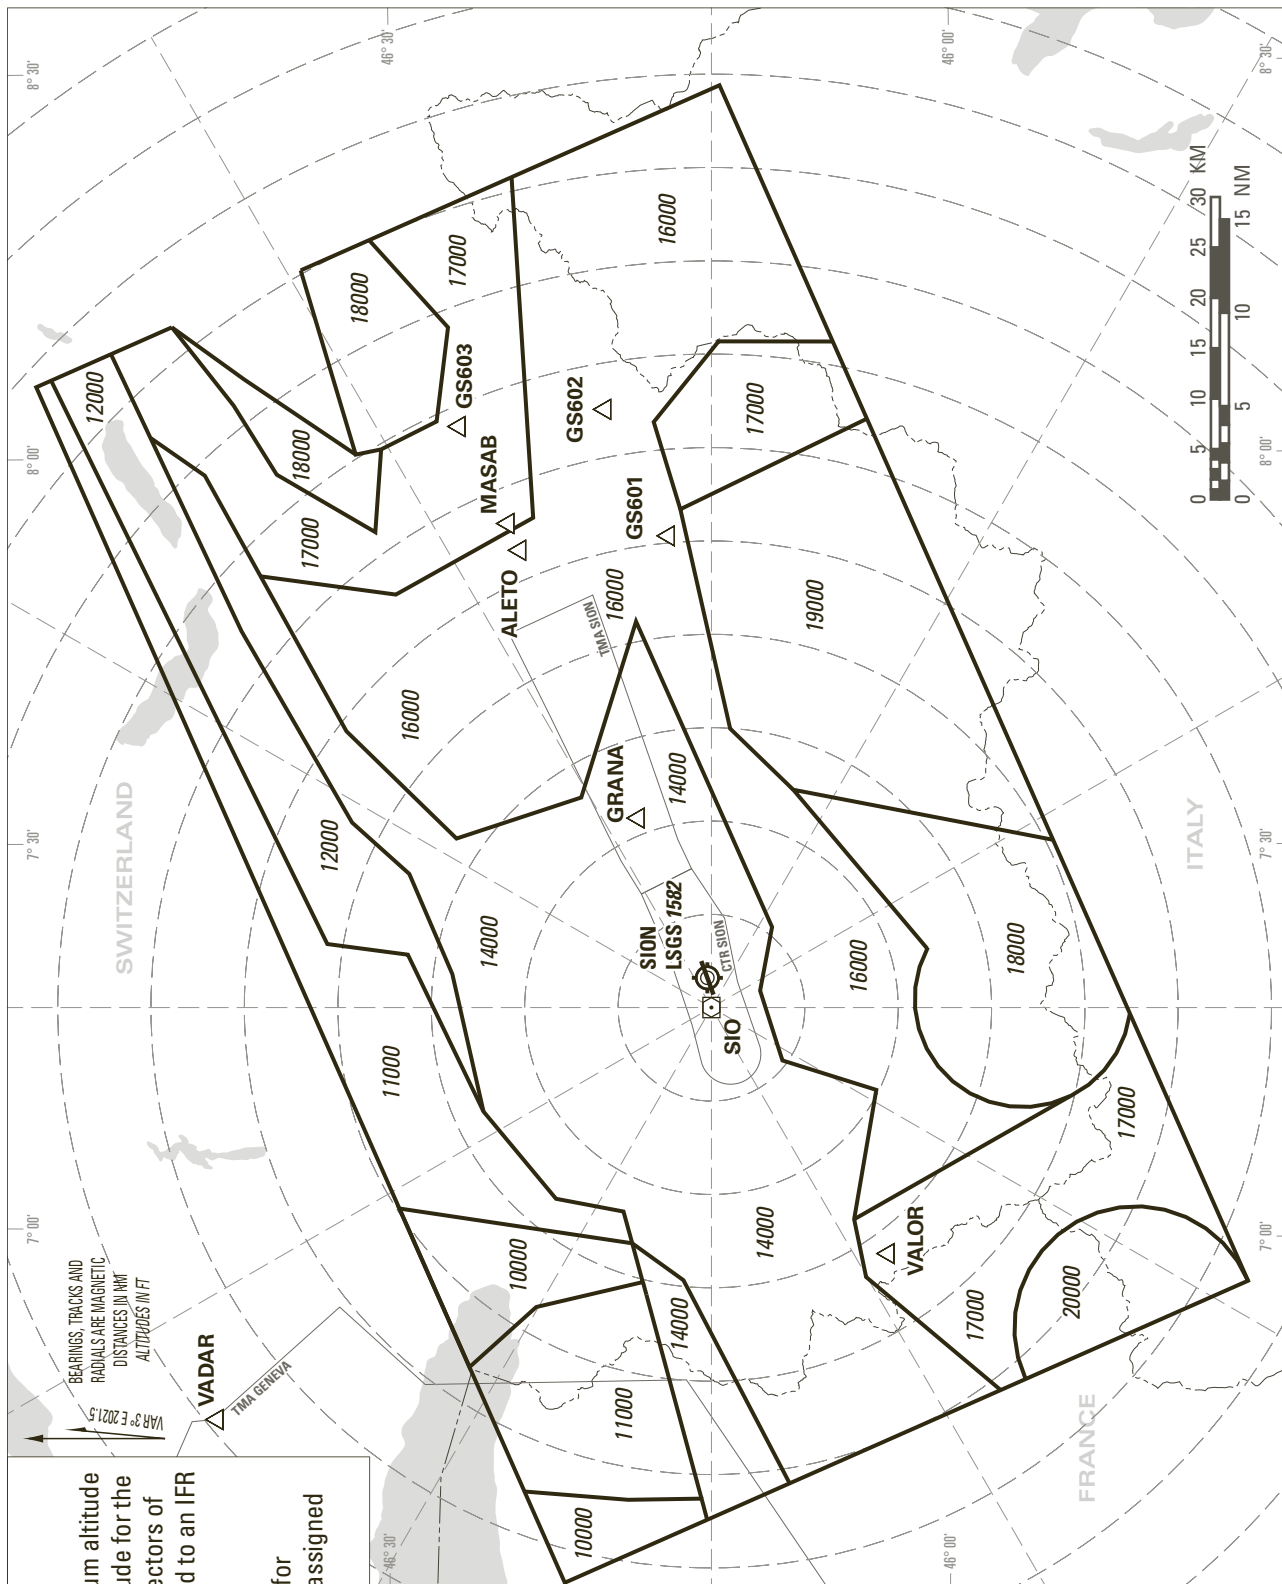 8° 30'
46° 30'
46° 00'
8° 30'
8° 00'
12000
18000
17000
18000
17000
GS603
MASAB
ALETO
GS602
GS601
16000
17000
19000
16000
16000
TMA SION
0 5 10 15 20 25 30 KM
0 5 10 15 NM
8° 00'
SWITZERLAND
7° 30'
12000
14000
GRANA
14000
SION
LSGS 1582
CTR SION
SIO
16000
18000
ITALY
7° 30'
11000
7° 00'
10000
14000
14000
11000
10000
VALOR
17000
17000
20000
7° 00'
FRANCE
46° 30'
46° 00'
BEARINGS, TRACKS AND
RADIALS ARE MAGNETIC
DISTANCES IN NM
ALTITUDES IN FT
VAR 3° E 2021.5
VADAR
TMA GENEVA
um altitude
ude for the
ectors of
d to an IFR
for
assigned